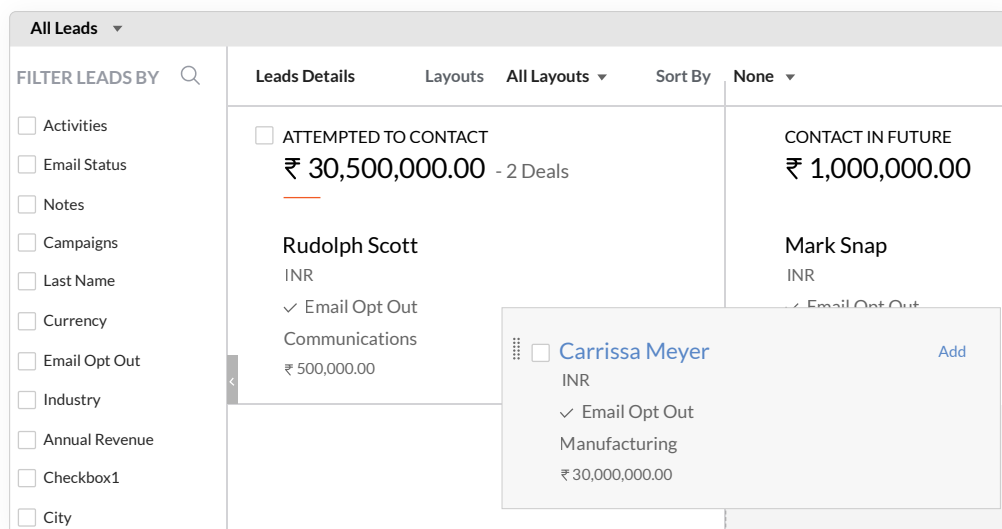 All Leads
FILTER LEADS BY
Activities
Email Status
Notes
Campaigns
Last Name
Currency
Email Opt Out
Industry
Annual Revenue
Checkbox1
City
Leads Details Layouts All Layouts Sort By None
ATTEMPTED TO CONTACT
₹ 30,500,000.00 - 2 Deals
Rudolph Scott
INR
Email Opt Out
Communications
₹ 500,000.00
CONTACT IN FUTURE
₹ 1,000,000.00
Mark Snap
INR
Email Opt Out
Carrissa Meyer Add
INR
Email Opt Out
Manufacturing
₹ 30,000,000.00